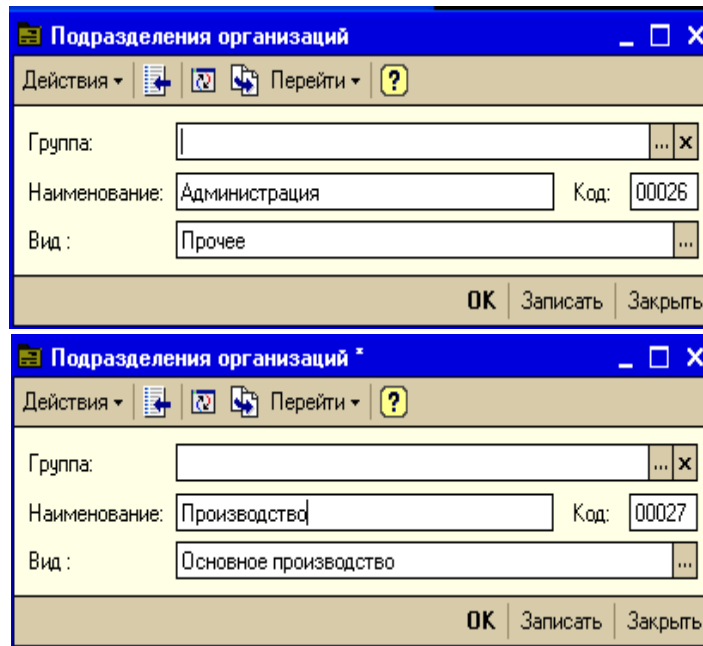 Подразделения организаций
Действия Перейти ?
Группа: ... x
Наименование: Администрация Код: 00026
Вид : Прочее ...
OK Записать Закрыть
Подразделения организаций *
Действия Перейти ?
Группа: ... x
Наименование: Производство Код: 00027
Вид : Основное производство ...
OK Записать Закрыть